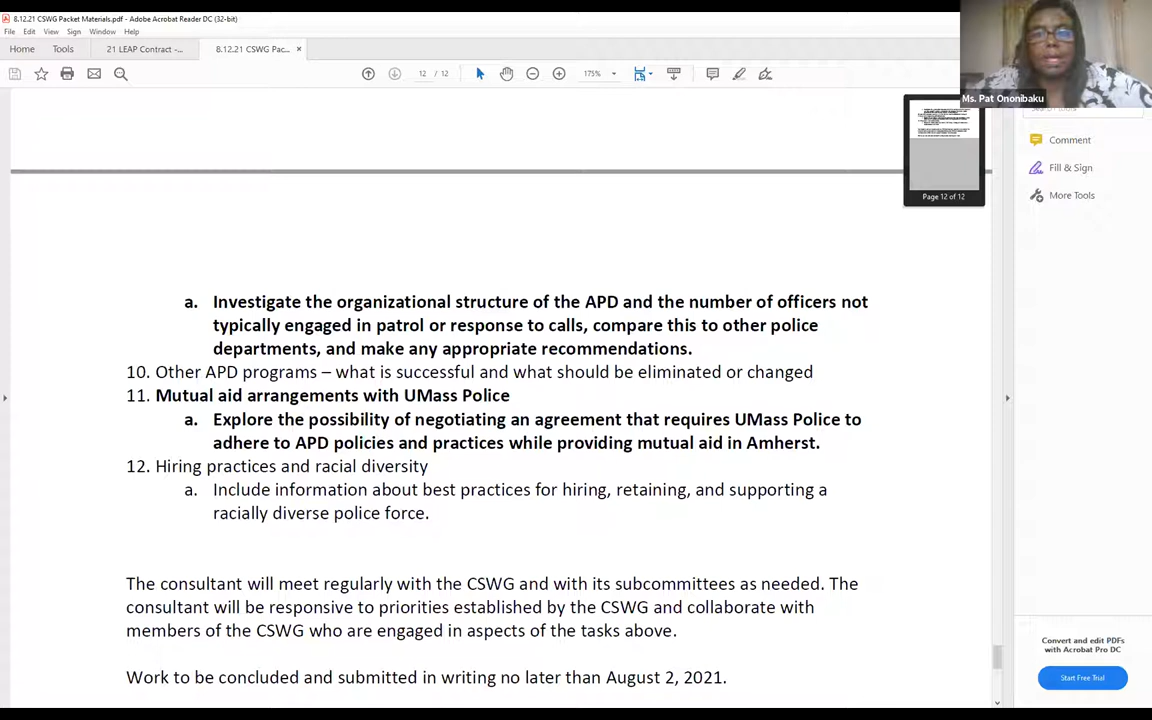 8.12.21 CSWG Packet Materials.pdf - Adobe Acrobat Reader DC (32-bit)
File Edit View Sign Window Help
Home Tools 21 LEAP Contract -... 8.12.21 CSWG Pac... ×
12 / 12 175%
Ms. Pat Ononibaku
Page 12 of 12
Comment
Fill & Sign
More Tools
a. Investigate the organizational structure of the APD and the number of officers not
typically engaged in patrol or response to calls, compare this to other police
departments, and make any appropriate recommendations.
10. Other APD programs – what is successful and what should be eliminated or changed
11. Mutual aid arrangements with UMass Police
a. Explore the possibility of negotiating an agreement that requires UMass Police to
adhere to APD policies and practices while providing mutual aid in Amherst.
12. Hiring practices and racial diversity
a. Include information about best practices for hiring, retaining, and supporting a
racially diverse police force.
The consultant will meet regularly with the CSWG and with its subcommittees as needed. The
consultant will be responsive to priorities established by the CSWG and collaborate with
members of the CSWG who are engaged in aspects of the tasks above.
Work to be concluded and submitted in writing no later than August 2, 2021.
Convert and edit PDFs
with Acrobat Pro DC
Start Free Trial